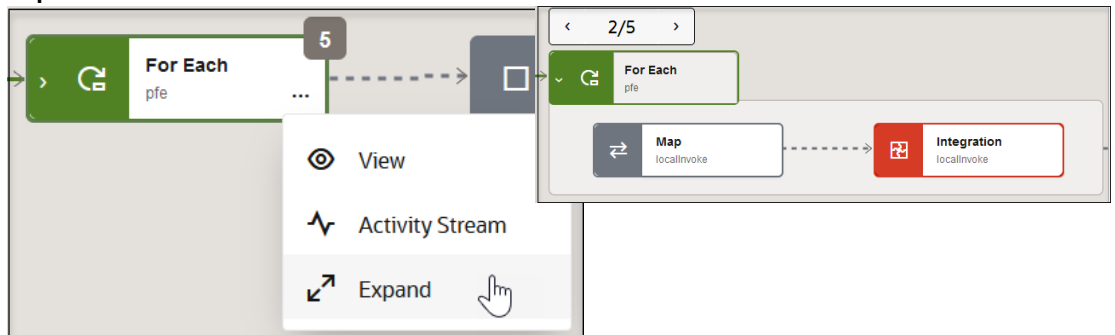 5
For Each
pfe
...
View
Activity Stream
Expand
2/5
For Each
pfe
Map
localInvoke
Integration
localInvoke